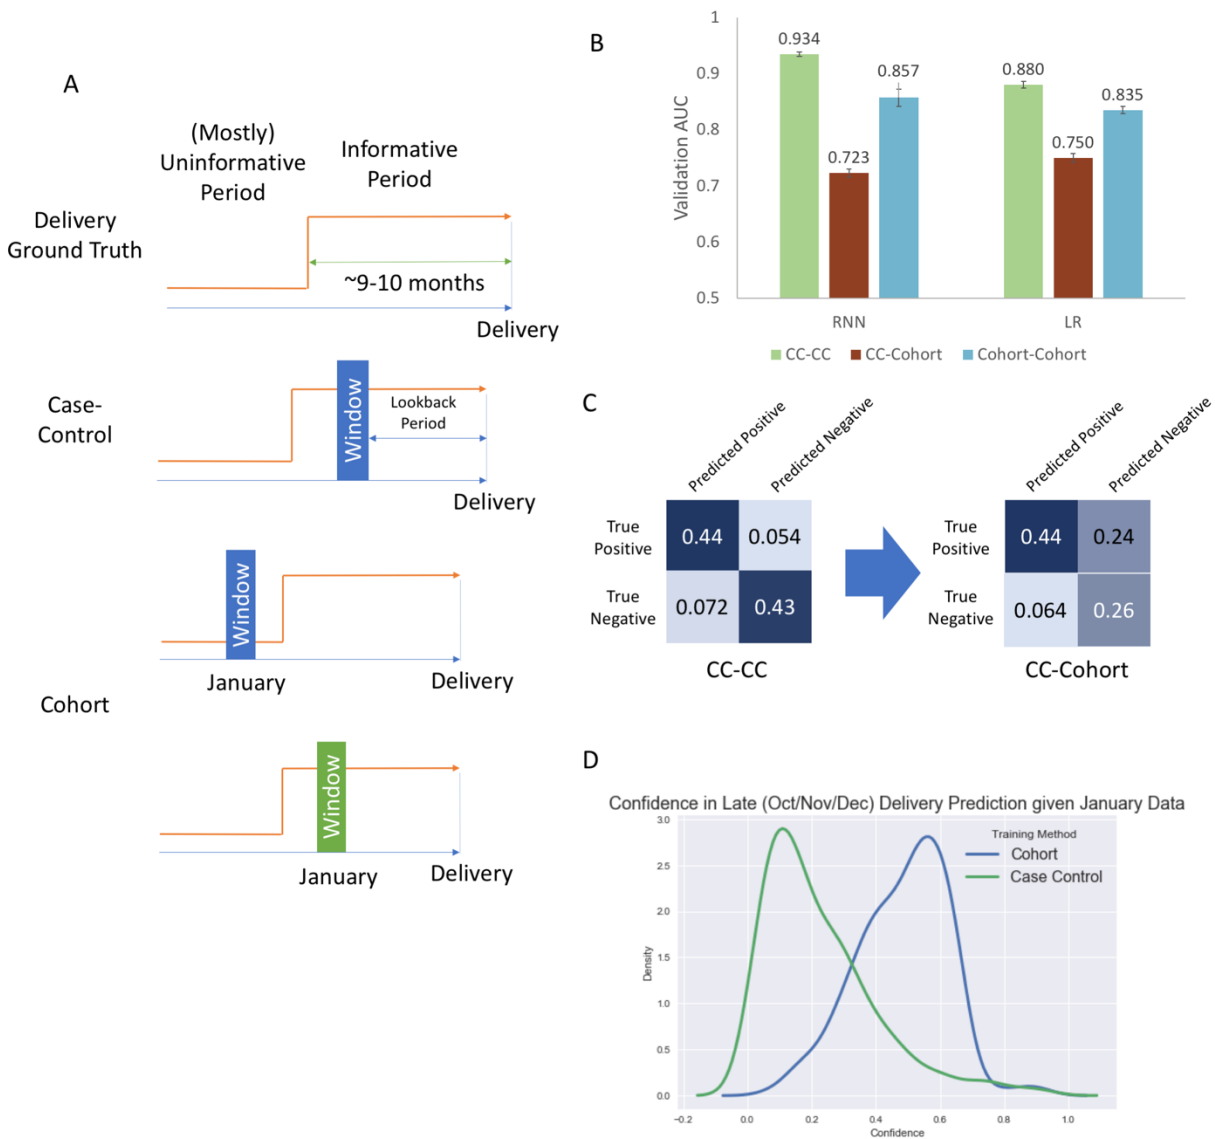 A
(Mostly)
Uninformative
Period
Informative
Period
Delivery
Ground Truth
~9-10 months
Delivery
Case-
Control
Window
Lookback
Period
Delivery
Window
January
Delivery
Cohort
Window
January
Delivery
B
Validation AUC
1
0.9
0.8
0.7
0.6
0.5
0.934
0.723
0.857
0.880
0.750
0.835
RNN
LR
CC-CC
CC-Cohort
Cohort-Cohort
C
Predicted Positive
Predicted Negative
True
Positive
0.44
0.054
True
Negative
0.072
0.43
CC-CC
Predicted Positive
Predicted Negative
True
Positive
0.44
0.24
True
Negative
0.064
0.26
CC-Cohort
D
Confidence in Late (Oct/Nov/Dec) Delivery Prediction given January Data
Training Method
Cohort
Case Control
Density
3.0
2.5
2.0
1.5
1.0
0.5
0.0
−0.2
0.0
0.2
0.4
0.6
0.8
1.0
Confidence